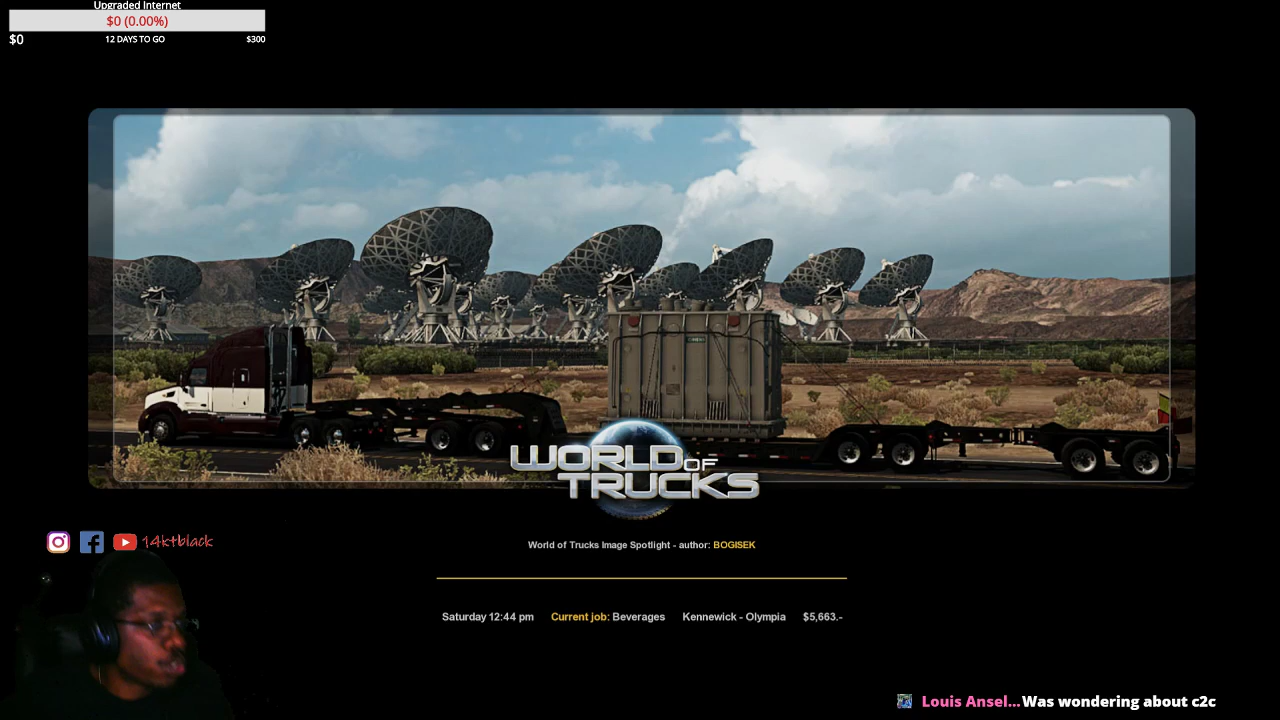 Upgraded Internet
$0 (0.00%)
$0 12 DAYS TO GO $300
WORLD OF
TRUCKS
14ktblack
World of Trucks Image Spotlight - author: BOGISEK
Saturday 12:44 pm Current job: Beverages Kennewick - Olympia $5,663.-
Louis Ansel... Was wondering about c2c